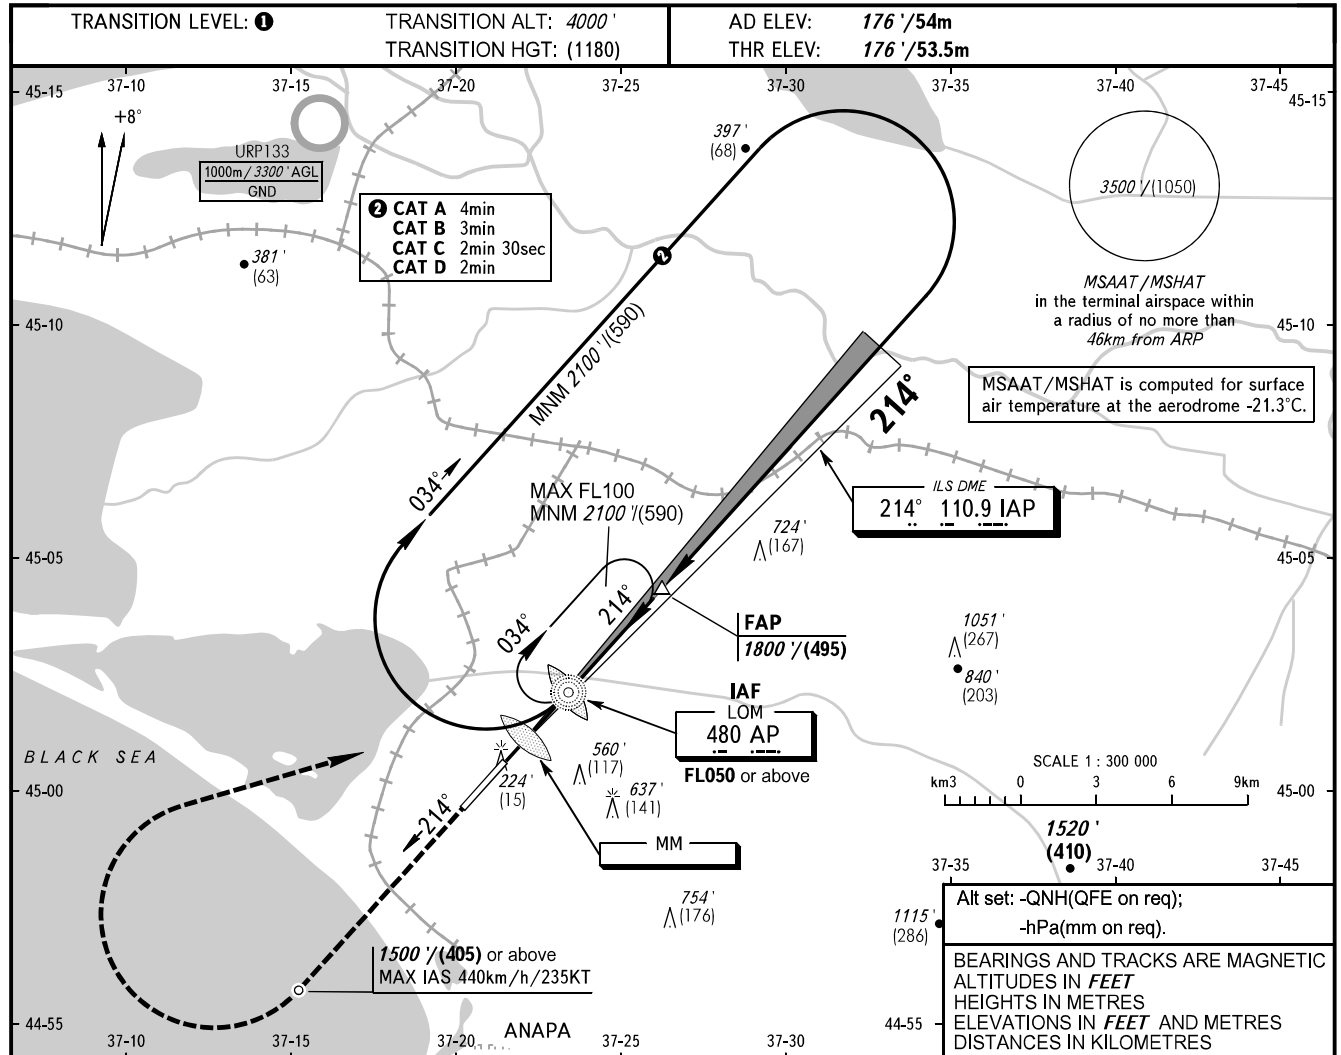 TRANSITION LEVEL: ❶
TRANSITION ALT: 4000'
TRANSITION HGT: (1180)
AD ELEV: 176'/54m
THR ELEV: 176'/53.5m
37-10 37-15 37-20 37-25 37-30 37-35 37-40 37-45
45-15 45-15
+8°
URP133
1000m/3300'AGL
GND
397'
(68)
3500'/(1050)
❷ CAT A 4min
CAT B 3min
CAT C 2min 30sec
CAT D 2min
381'
(63)
❷
MSAAT/MSHAT
in the terminal airspace within
a radius of no more than
46km from ARP
45-10 45-10
MNM 2100'/(590)
MSAAT/MSHAT is computed for surface
air temperature at the aerodrome -21.3°C.
214°
034°
MAX FL100
MNM 2100'/(590)
ILS DME
214° 110.9 IAP
724'
(167)
45-05 45-05
214°
034°
FAP
1800'/(495)
1051'
(267)
840'
(203)
IAF
LOM
480 AP
FL050 or above
BLACK SEA
560'
(117)
224'
(15)
637'
(141)
SCALE 1 : 300 000
km3 0 3 6 9km
45-00 45-00
214°
MM
1520'
(410)
37-35 37-40 37-45
754'
(176)
1115'
(286)
Alt set: -QNH(QFE on req);
-hPa(mm on req).
1500'/(405) or above
MAX IAS 440km/h/235KT
BEARINGS AND TRACKS ARE MAGNETIC
ALTITUDES IN FEET
HEIGHTS IN METRES
ELEVATIONS IN FEET AND METRES
DISTANCES IN KILOMETRES
44-55 44-55
ANAPA
37-10 37-15 37-20 37-25 37-30